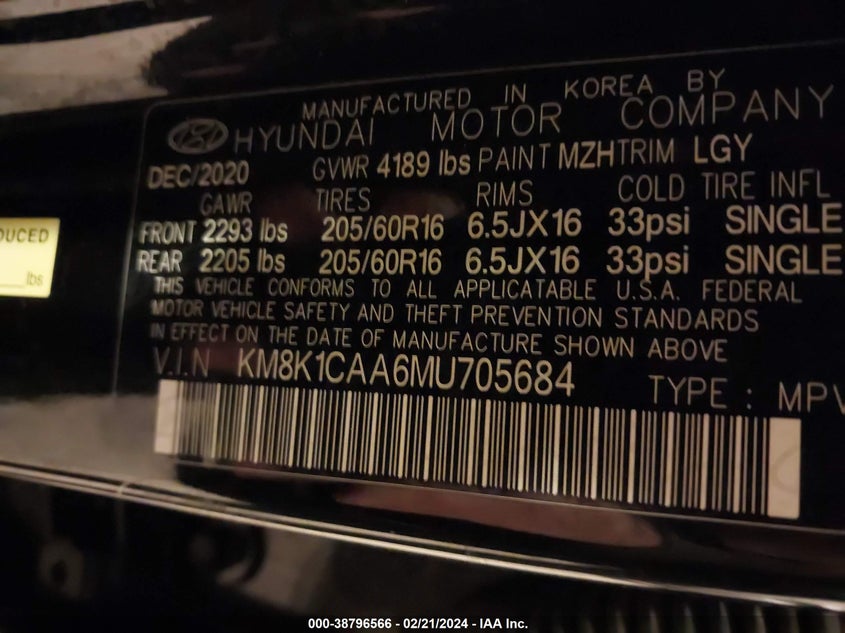 MANUFACTURED IN KOREA BY
HYUNDAI MOTOR COMPANY
DEC/2020 GVWR 4189 lbs PAINT MZH TRIM LGY
GAWR TIRES RIMS COLD TIRE INFL
FRONT 2293 lbs 205/60R16 6.5JX16 33psi SINGLE
REAR 2205 lbs 205/60R16 6.5JX16 33psi SINGLE
THIS VEHICLE CONFORMS TO ALL APPLICATABLE U.S.A. FEDERAL
MOTOR VEHICLE SAFETY AND THEFT PREVENTION STANDARDS
IN EFFECT ON THE DATE OF MANUFACTURE SHOWN ABOVE
V.I.N KM8K1CAA6MU705684 TYPE : MPV
DUCED
lbs
000-38796566 - 02/21/2024 - IAA Inc.